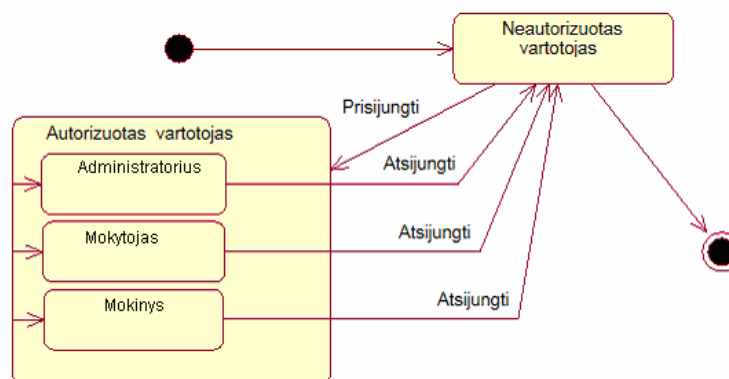 Neautorizuotas
vartotojas
Prisijungti
Autorizuotas vartotojas
Administratorius
Atsijungti
Mokytojas
Atsijungti
Mokinys
Atsijungti